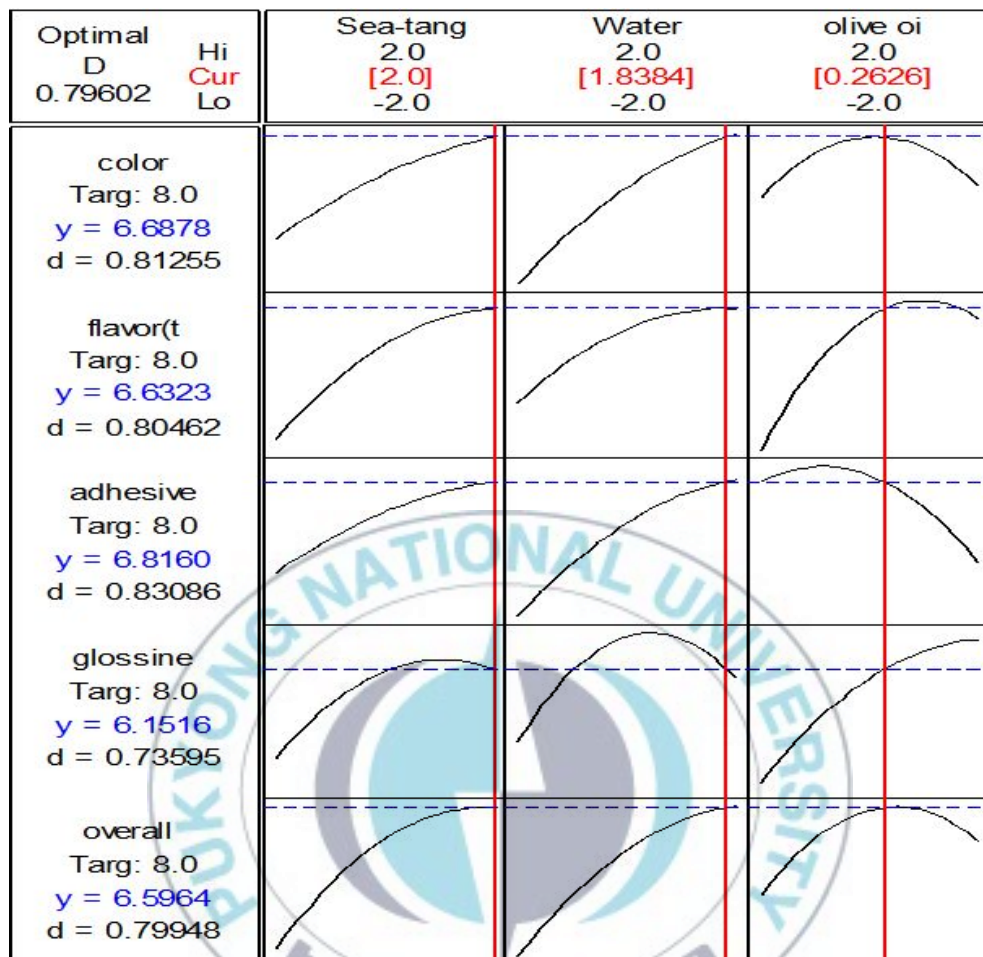 Optimal
D
0.79602
Hi
Cur
Lo
Sea-tang
2.0
[2.0]
-2.0
Water
2.0
[1.8384]
-2.0
olive oi
2.0
[0.2626]
-2.0
color
Targ: 8.0
y = 6.6878
d = 0.81255
flavor(t
Targ: 8.0
y = 6.6323
d = 0.80462
adhesive
Targ: 8.0
y = 6.8160
d = 0.83086
glossine
Targ: 8.0
y = 6.1516
d = 0.73595
overall
Targ: 8.0
y = 6.5964
d = 0.79948
PUKYONG NATIONAL UNIVERSITY